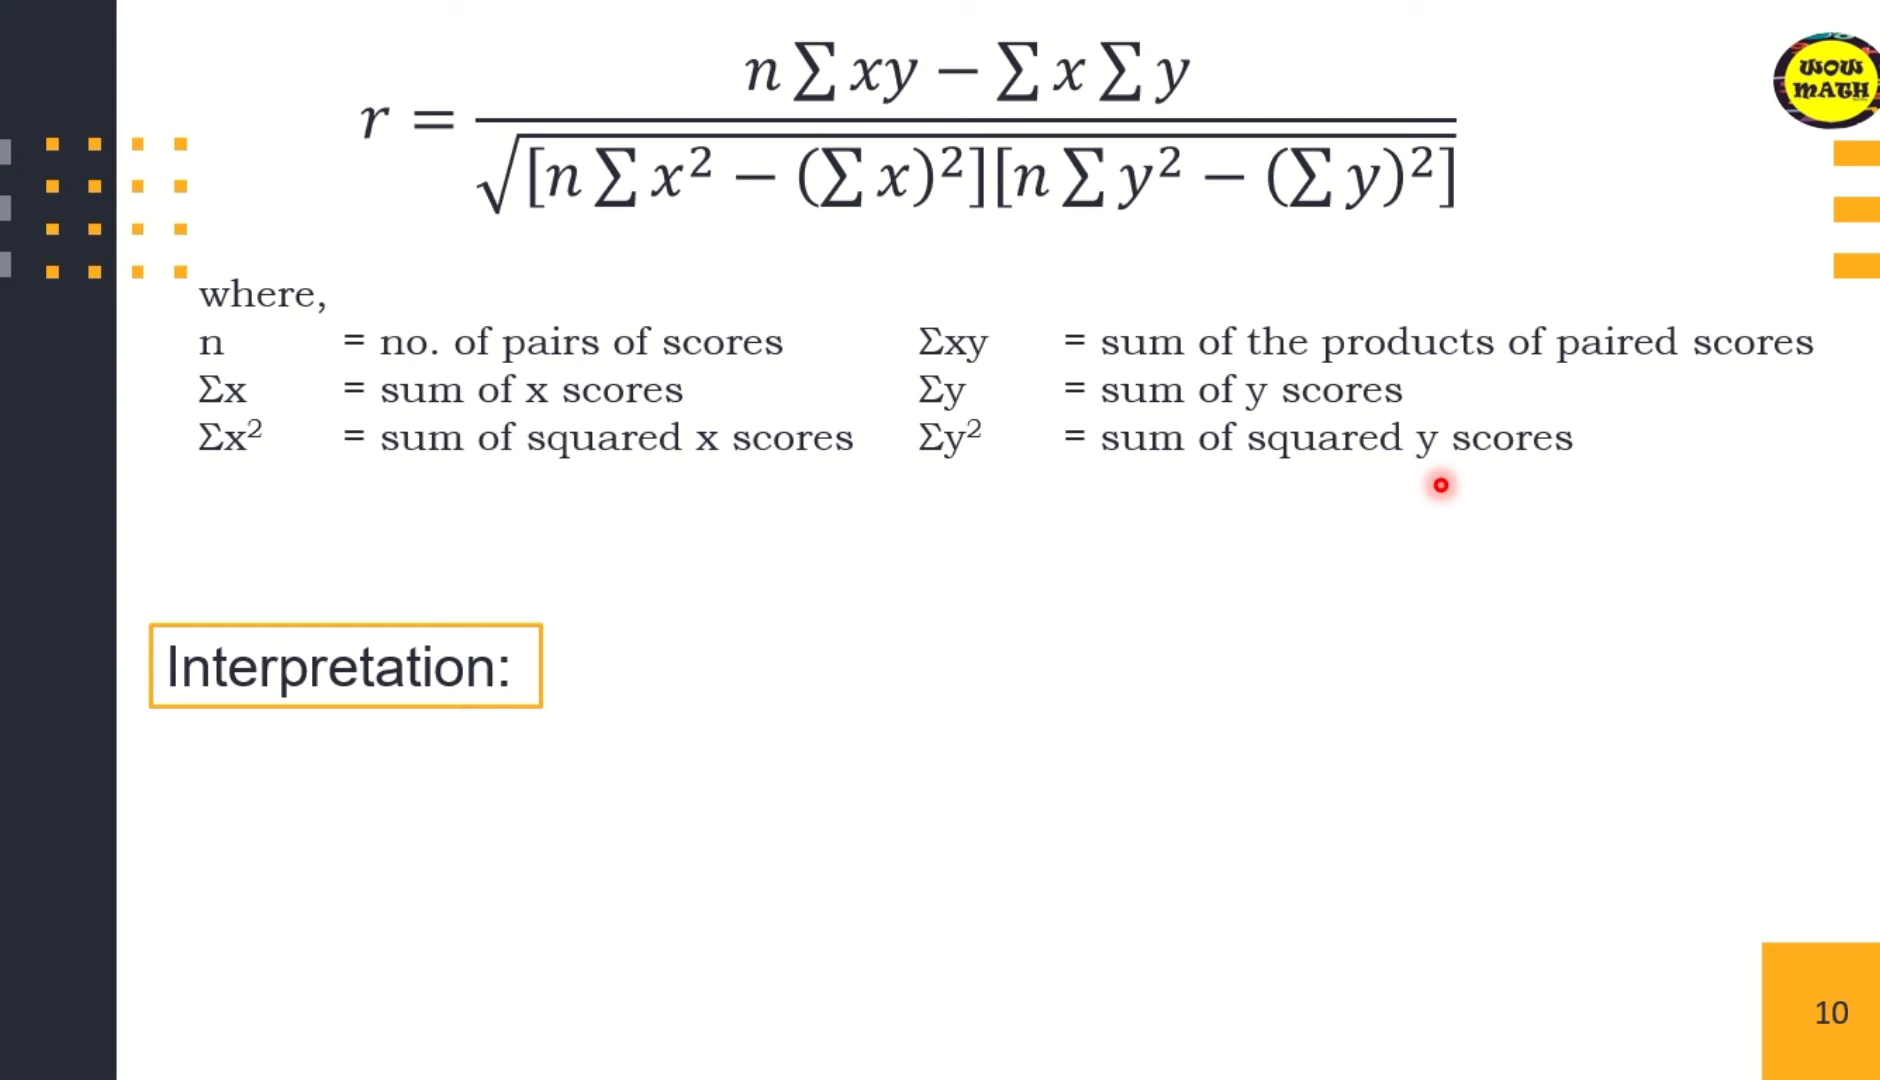 r = n∑xy − ∑x∑y / √[n∑x² − (∑x)²][n∑y² − (∑y)²]
WOW
MATH
where,
n = no. of pairs of scores Σxy = sum of the products of paired scores
Σx = sum of x scores Σy = sum of y scores
Σx² = sum of squared x scores Σy² = sum of squared y scores
Interpretation:
10